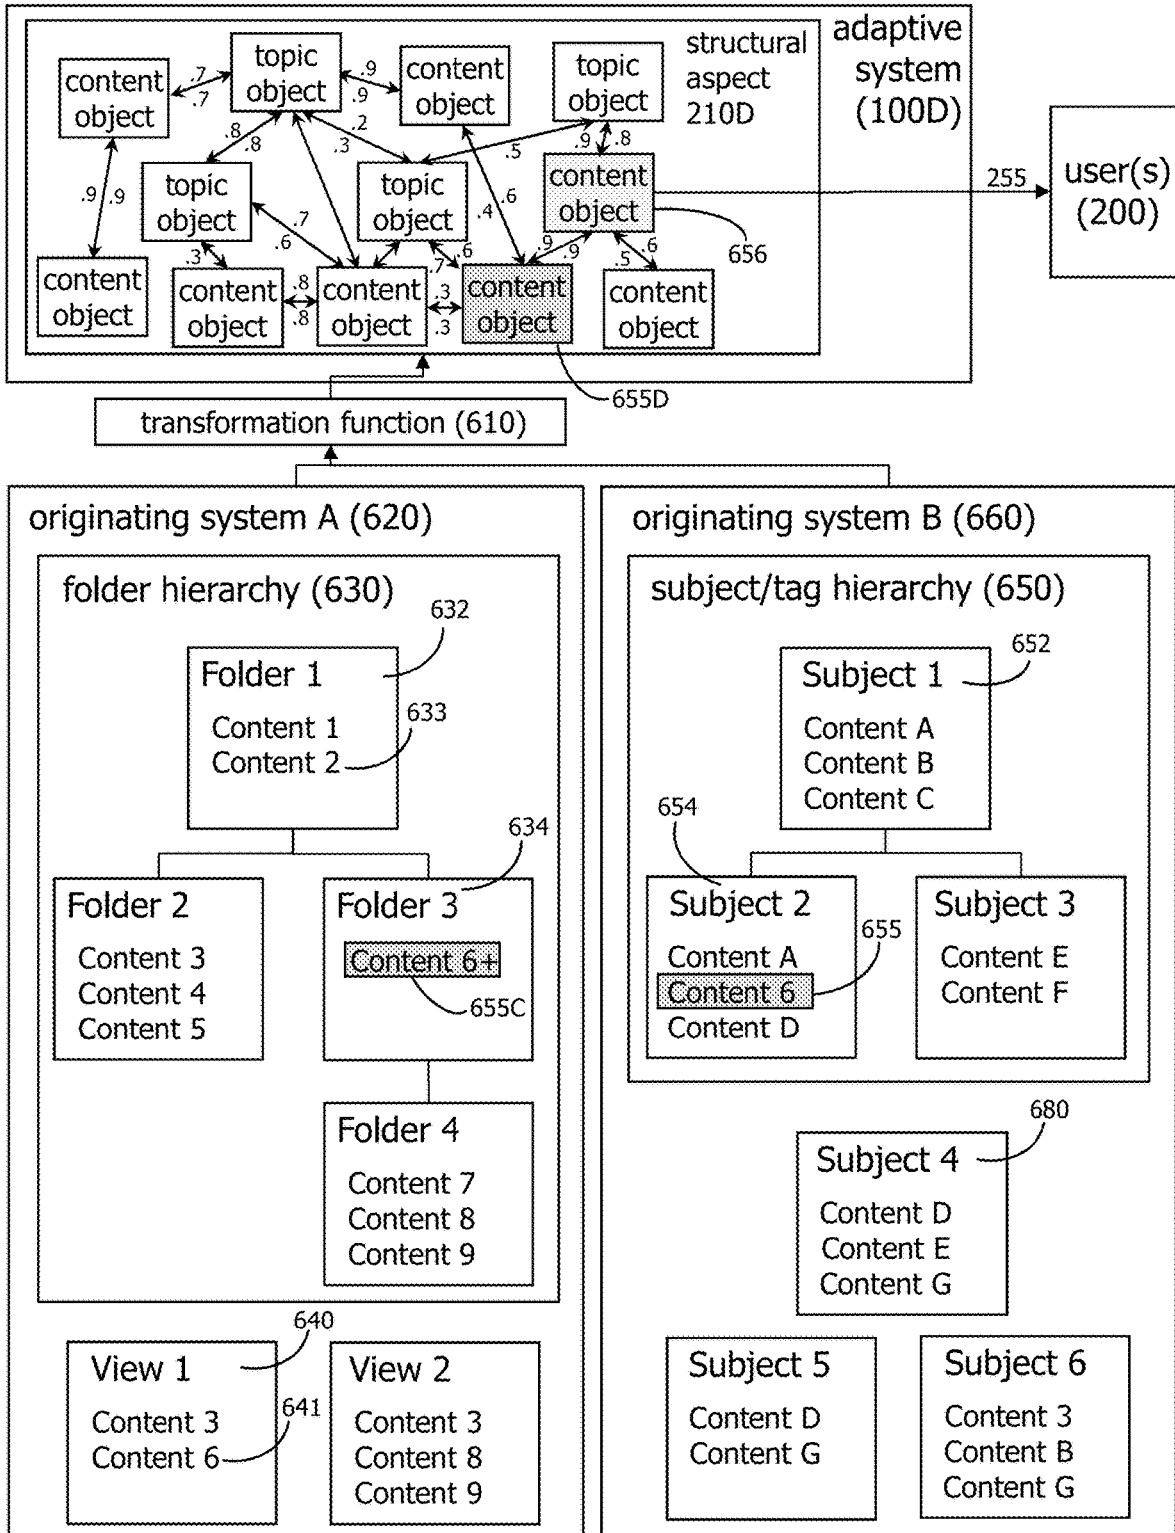 adaptive
system
(100D)
structural
aspect
210D
topic
object
content
object
content
object
topic
object
.7
.7
.9
.9
.8
.8
.2
.3
.5
.9
.8
.9
.9
topic
object
topic
object
content
object
255
user(s)
(200)
656
.7
.6
.4
.6
.6
.7
.9
.9
.6
.5
.3
content
object
content
object
.8
.8
content
object
.3
.3
content
object
content
object
655D
transformation function (610)
originating system A (620)
folder hierarchy (630)
632
Folder 1
Content 1
Content 2
633
634
Folder 2
Content 3
Content 4
Content 5
Folder 3
Content 6+
655C
Folder 4
Content 7
Content 8
Content 9
640
View 1
Content 3
Content 6
641
View 2
Content 3
Content 8
Content 9
originating system B (660)
subject/tag hierarchy (650)
652
Subject 1
Content A
Content B
Content C
654
Subject 2
Content A
Content 6
Content D
655
Subject 3
Content E
Content F
680
Subject 4
Content D
Content E
Content G
Subject 5
Content D
Content G
Subject 6
Content 3
Content B
Content G